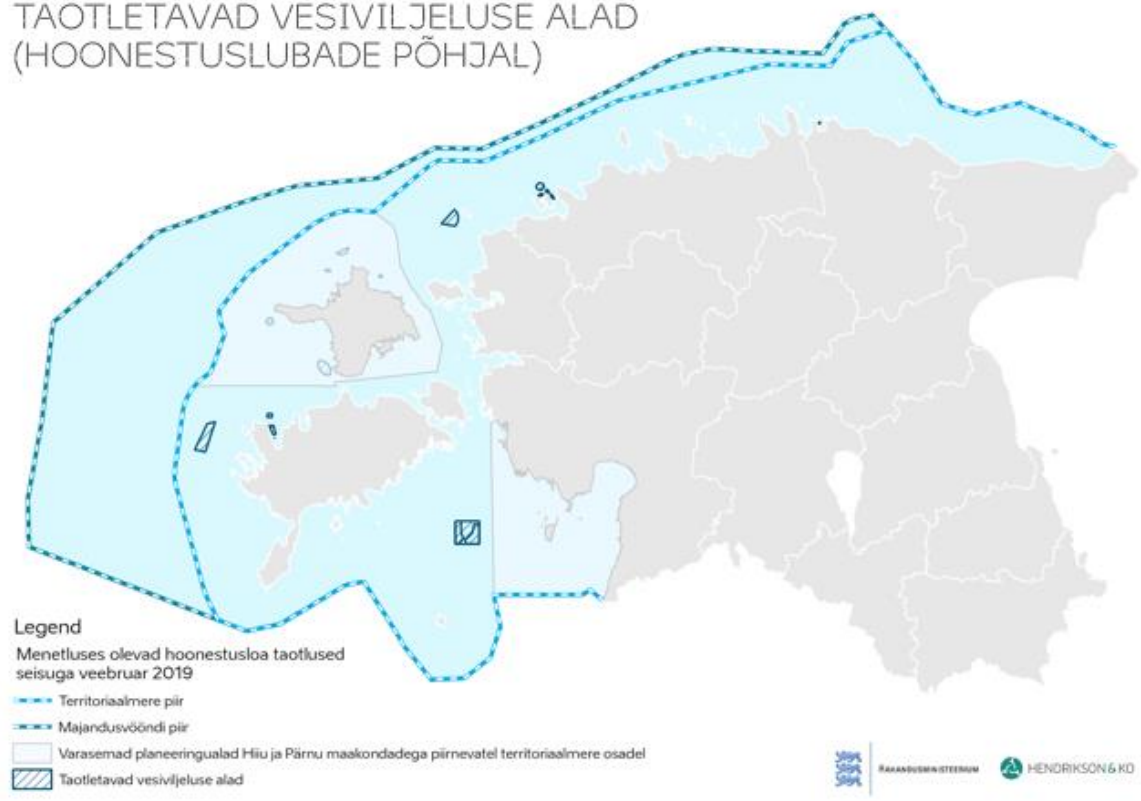 TAOTLETAVAD VESIVILJELUSE ALAD
(HOONESTUSLUBADE PÕHJAL)
Legend
Menetluses olevad hoonestusloa taotlused
seisuga veebruar 2019
Territoriaalmere piir
Majandusvööndi piir
Varasemad planeeringualad Hiiu ja Pärnu maakondadega piirnevatel territoriaalmere osadel
Taotletavad vesiviljeluse alad
RAHANDUSMINISTEERIUM
HENDRIKSON & KO